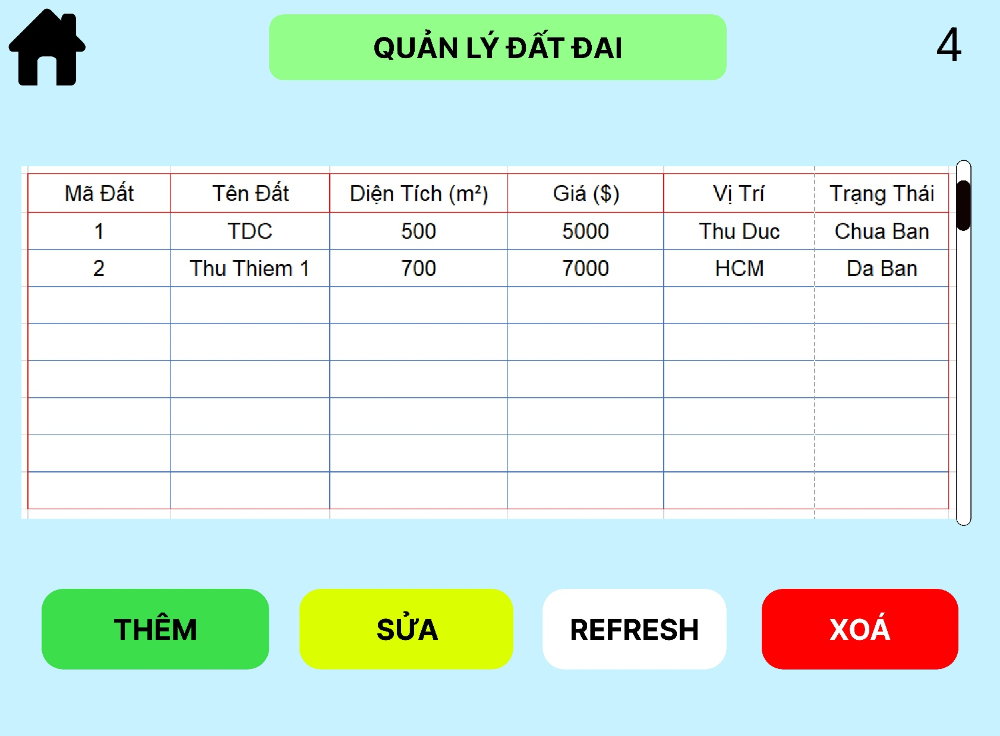 QUẢN LÝ ĐẤT ĐAI
4
Mã Đất Tên Đất Diện Tích (m²) Giá ($) Vị Trí Trạng Thái
1 TDC 500 5000 Thu Duc Chua Ban
2 Thu Thiem 1 700 7000 HCM Da Ban
THÊM SỬA REFRESH XOÁ